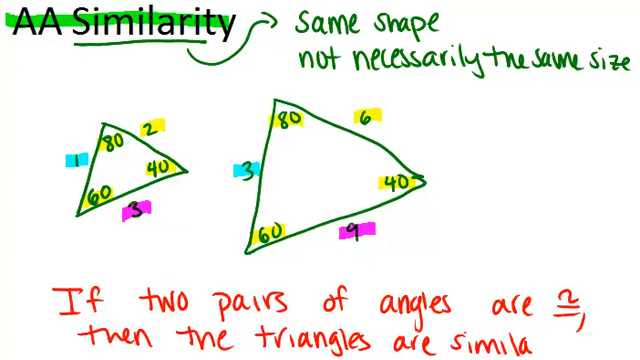 AA Similarity
same shape
not necessarily the same size
80
2
1
40
60
3
80
6
3
40
60
9
If two pairs of angles are ≅,
then the triangles are simila